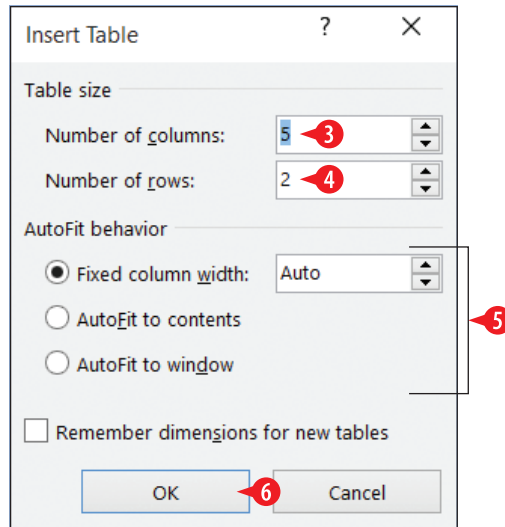 Insert Table ? ×
Table size
Number of columns: 5 3
Number of rows: 2 4
AutoFit behavior
Fixed column width: Auto
AutoFit to contents 5
AutoFit to window
Remember dimensions for new tables
OK 6 Cancel